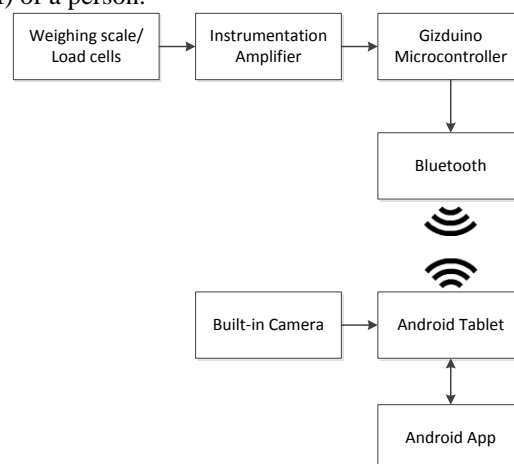 ) of a person.
Weighing scale/
Load cells
Instrumentation
Amplifier
Gizduino
Microcontroller
Bluetooth
Built-in Camera
Android Tablet
Android App